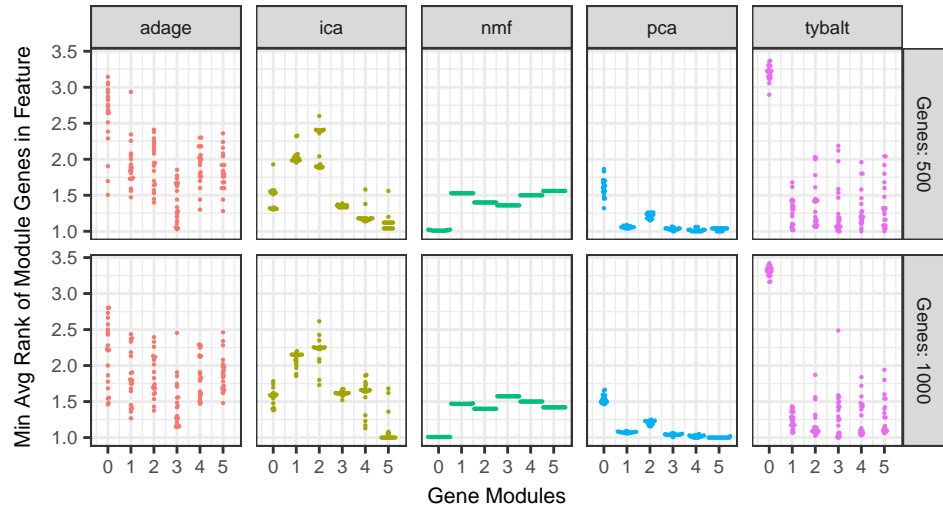 adage ica nmf pca tybalt
Min Avg Rank of Module Genes in Feature
3.5
3.0
2.5
2.0
1.5
1.0
Genes: 500
3.5
3.0
2.5
2.0
1.5
1.0
Genes: 1000
0 1 2 3 4 5 0 1 2 3 4 5 0 1 2 3 4 5 0 1 2 3 4 5 0 1 2 3 4 5
Gene Modules